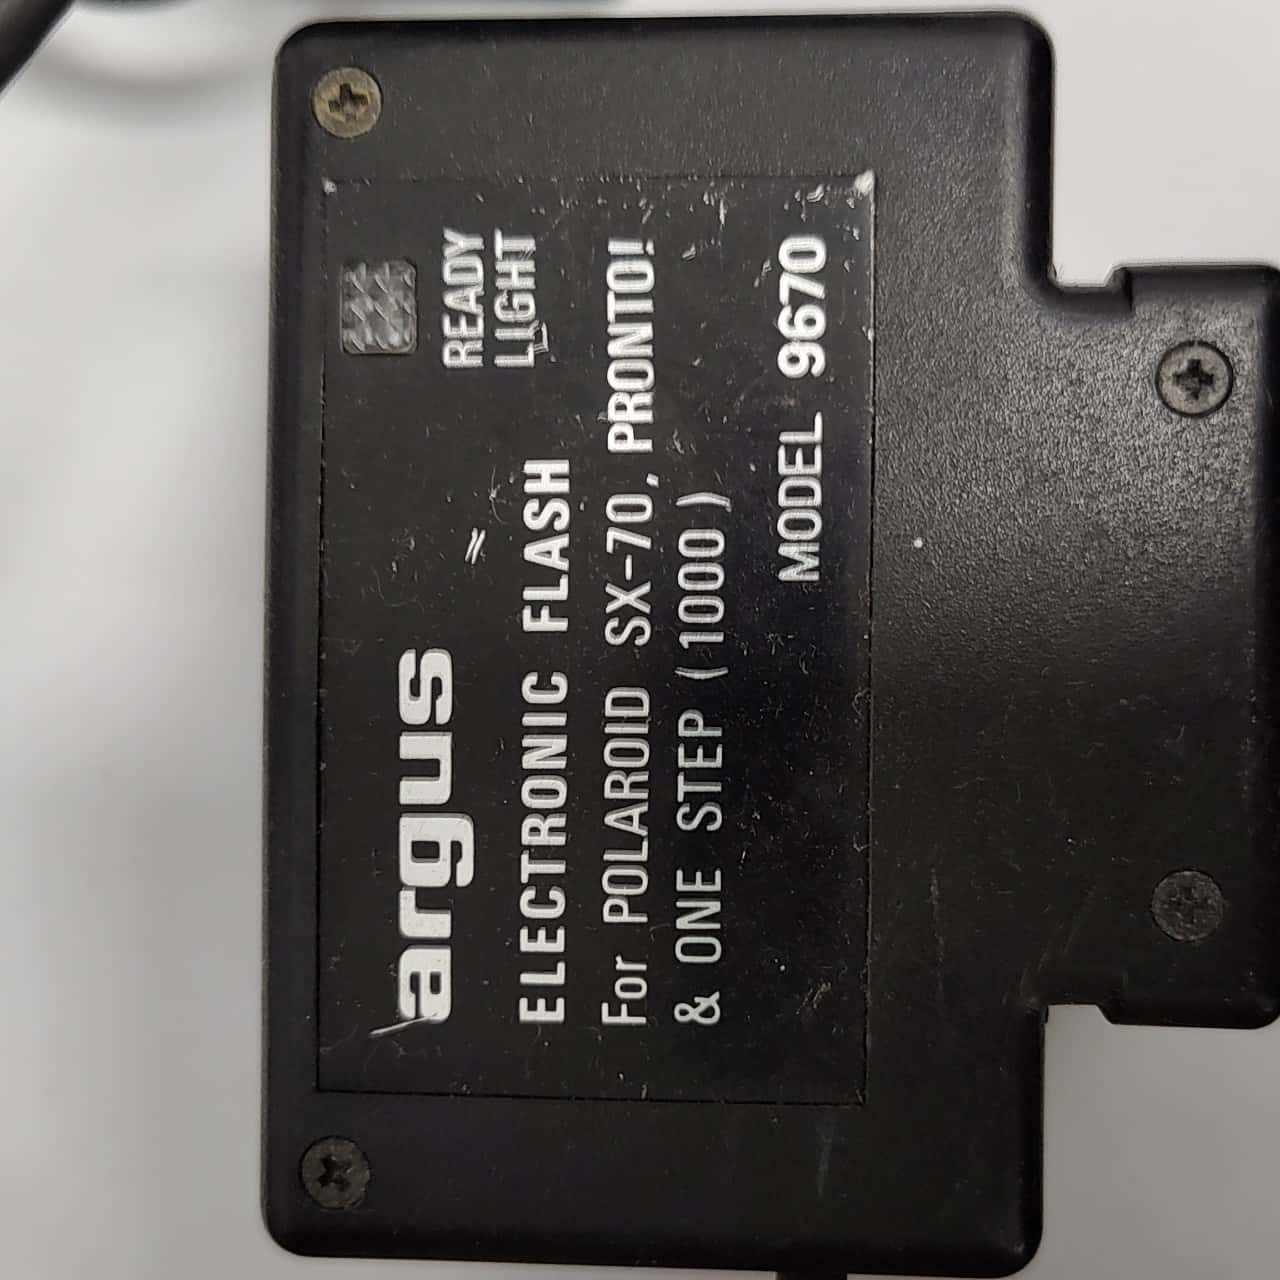 argus
READY
LIGHT
ELECTRONIC FLASH
For POLAROID SX-70, PRONTO!
& ONE STEP (1000)
MODEL 9670